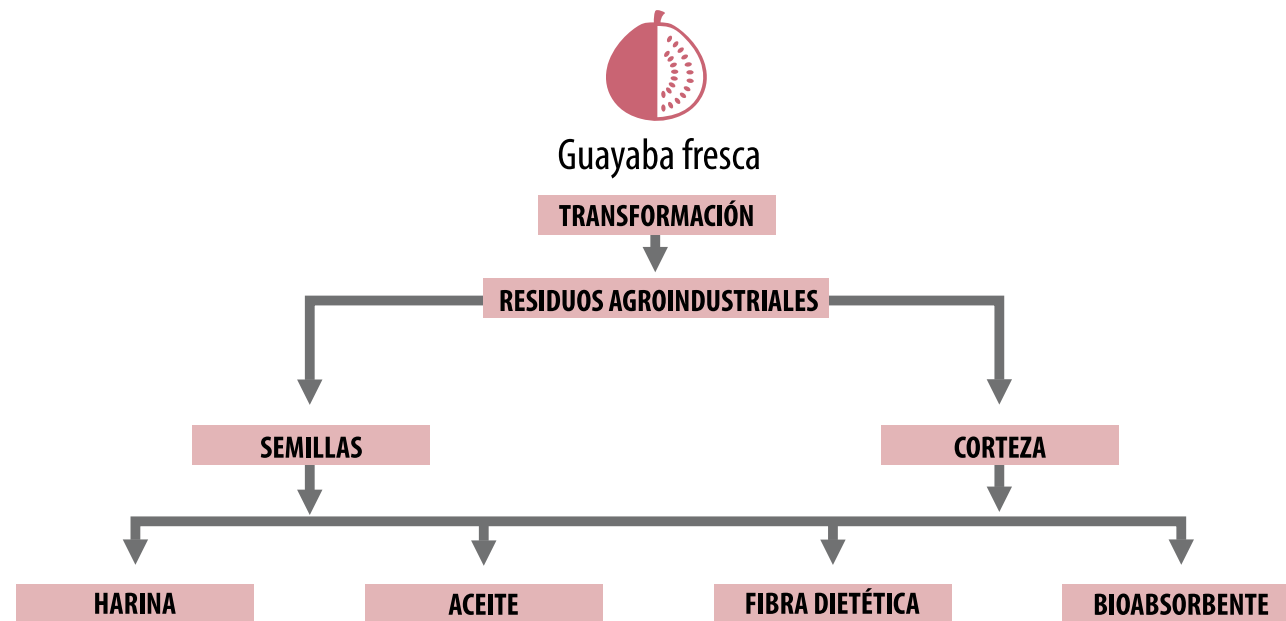 Guayaba fresca
TRANSFORMACIÓN
RESIDUOS AGROINDUSTRIALES
SEMILLAS
CORTEZA
HARINA
ACEITE
FIBRA DIETÉTICA
BIOABSORBENTE